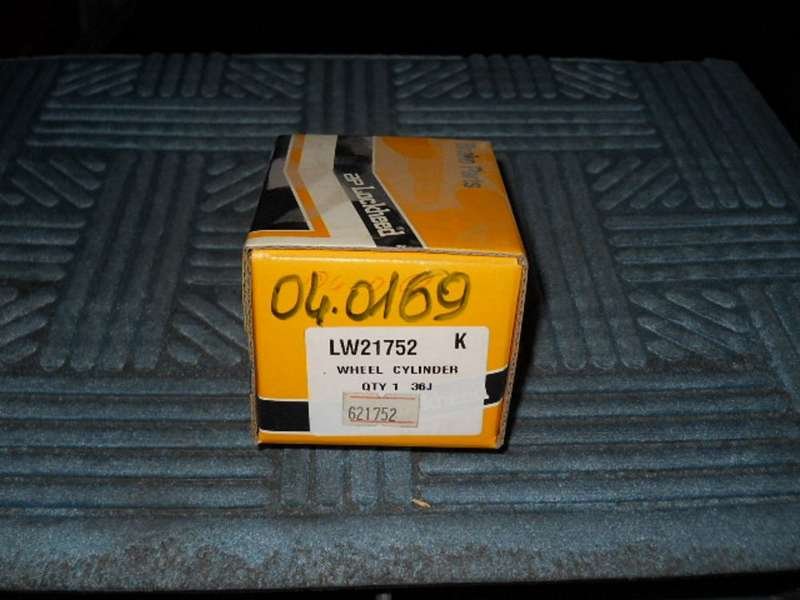 ap Lockheed
04.0169
LW21752 K
WHEEL CYLINDER
QTY 1 36J
621752